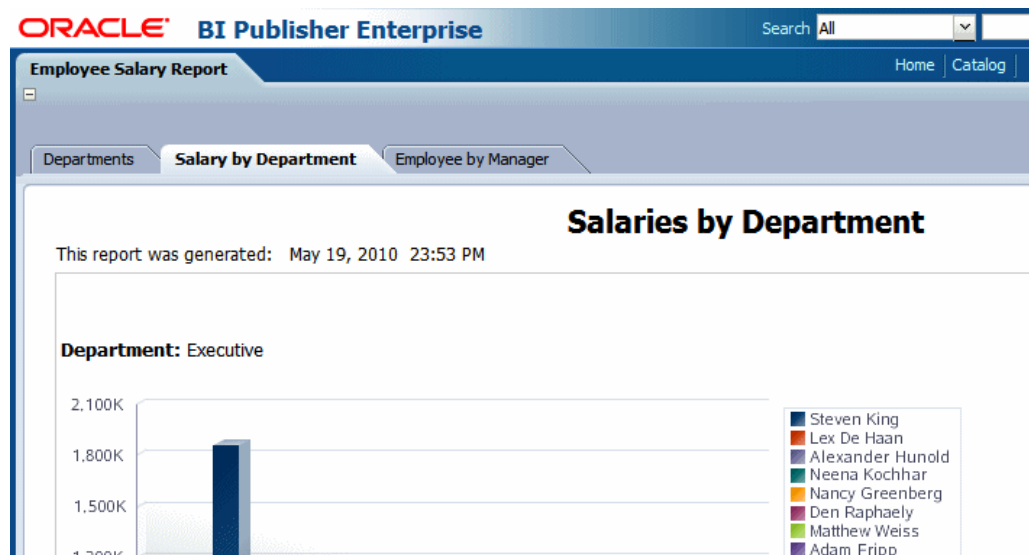 ORACLE BI Publisher Enterprise Search All
Employee Salary Report Home Catalog
Departments Salary by Department Employee by Manager
Salaries by Department
This report was generated: May 19, 2010 23:53 PM
Department: Executive
2,100K
1,800K
1,500K
Steven King
Lex De Haan
Alexander Hunold
Neena Kochhar
Nancy Greenberg
Den Raphaely
Matthew Weiss
Adam Fripp